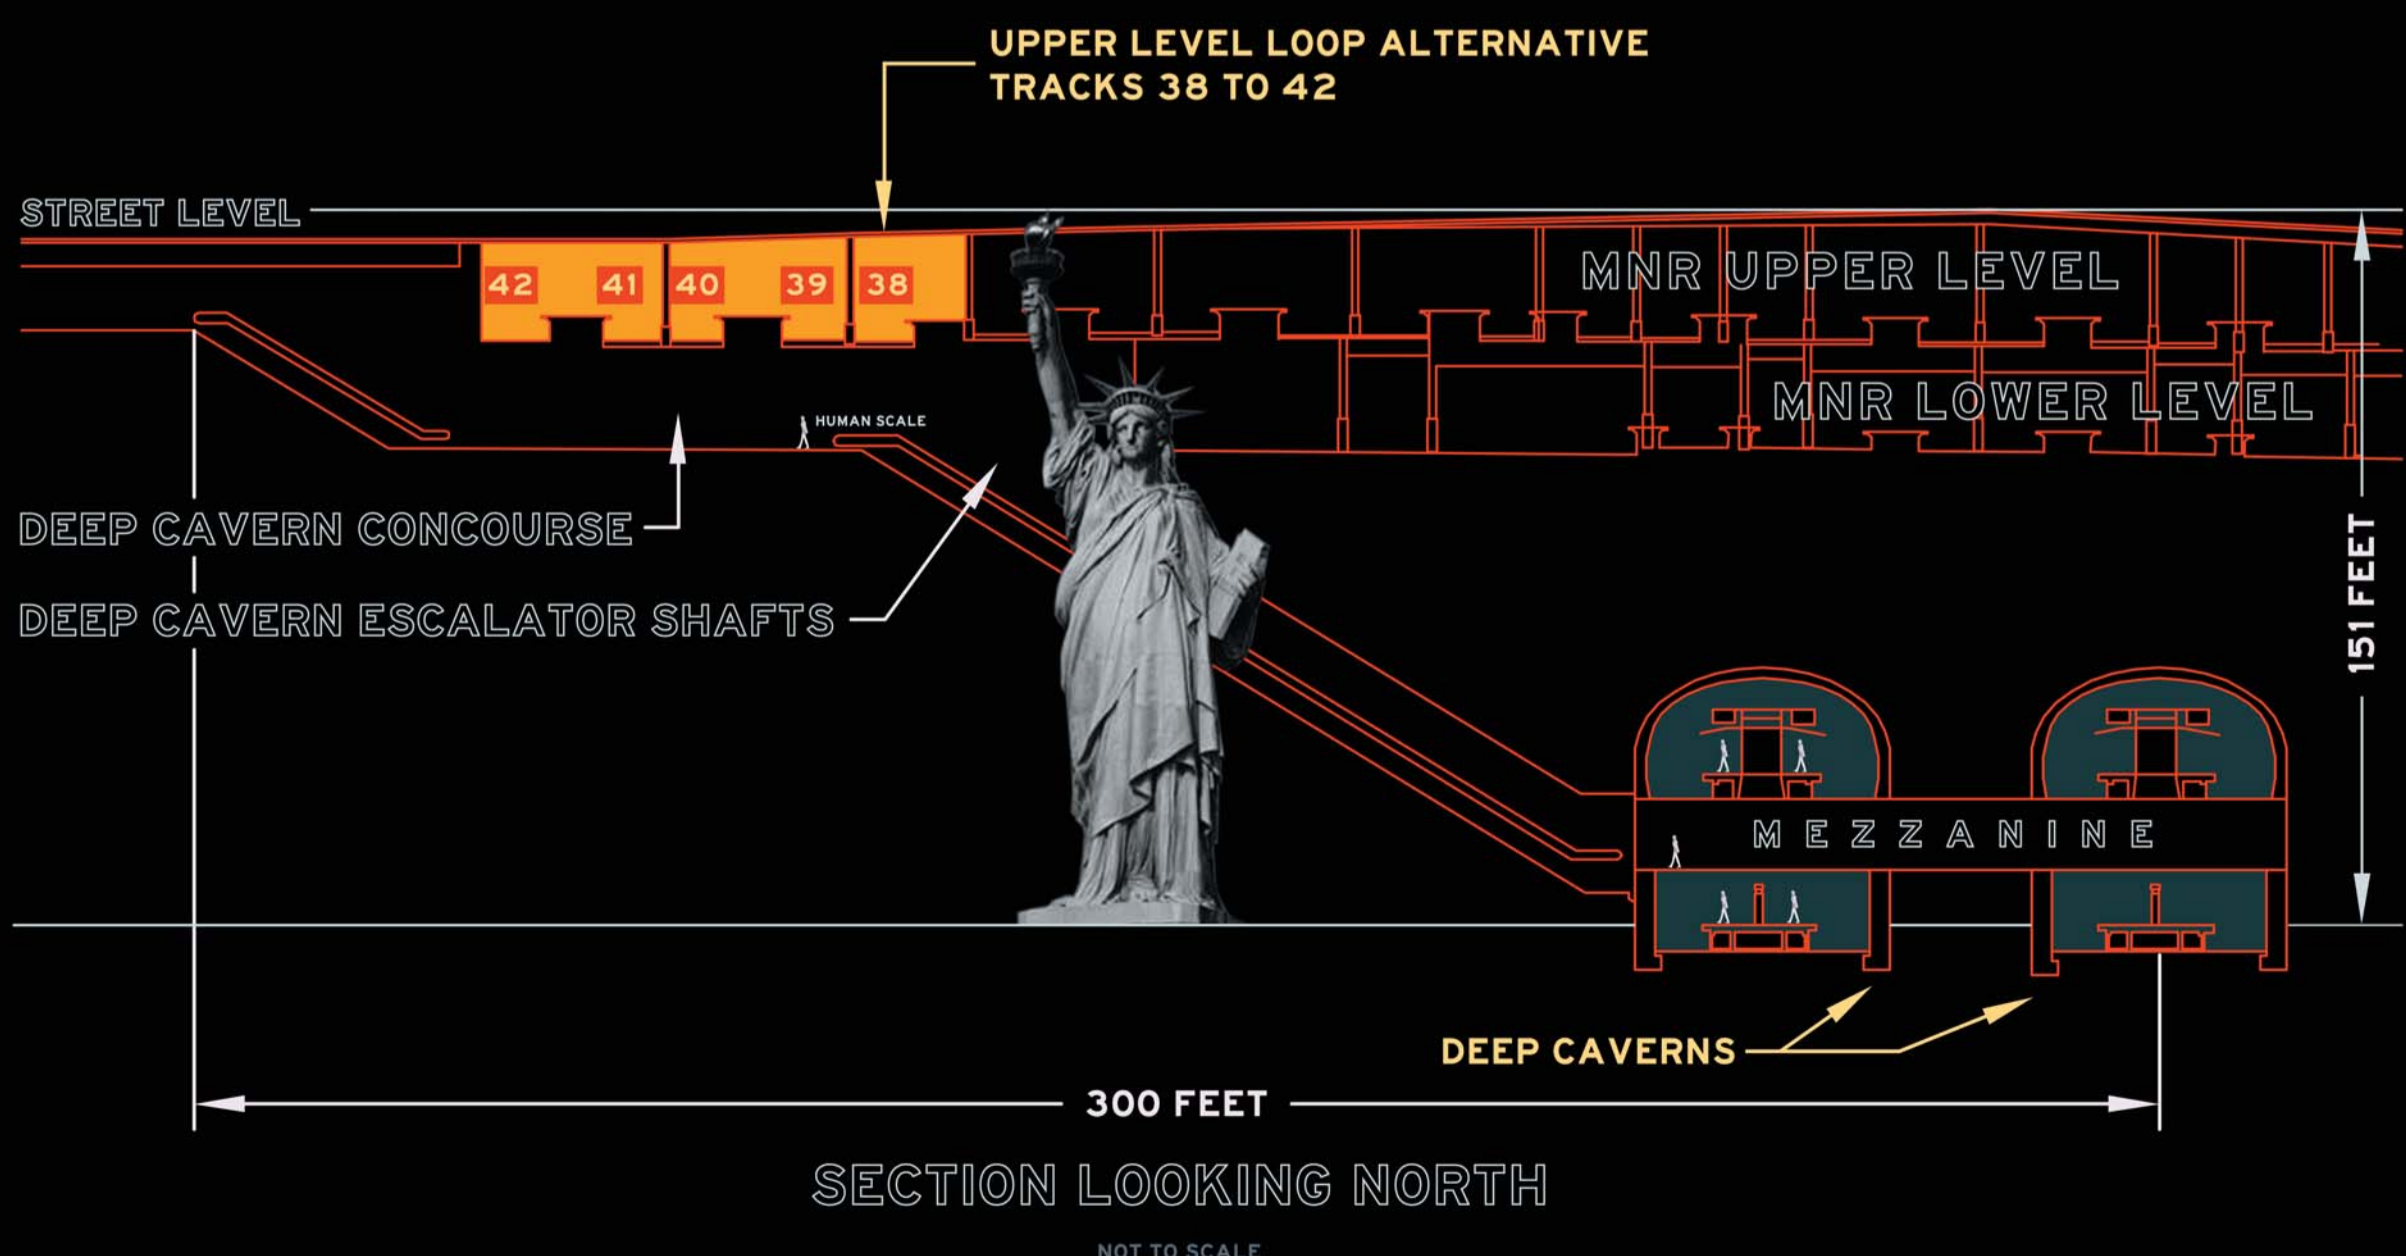 UPPER LEVEL LOOP ALTERNATIVE
TRACKS 38 TO 42
STREET LEVEL
42 41 40 39 38
MNR UPPER LEVEL
MNR LOWER LEVEL
HUMAN SCALE
DEEP CAVERN CONCOURSE
DEEP CAVERN ESCALATOR SHAFTS
151 FEET
MEZZANINE
DEEP CAVERNS
300 FEET
SECTION LOOKING NORTH
NOT TO SCALE